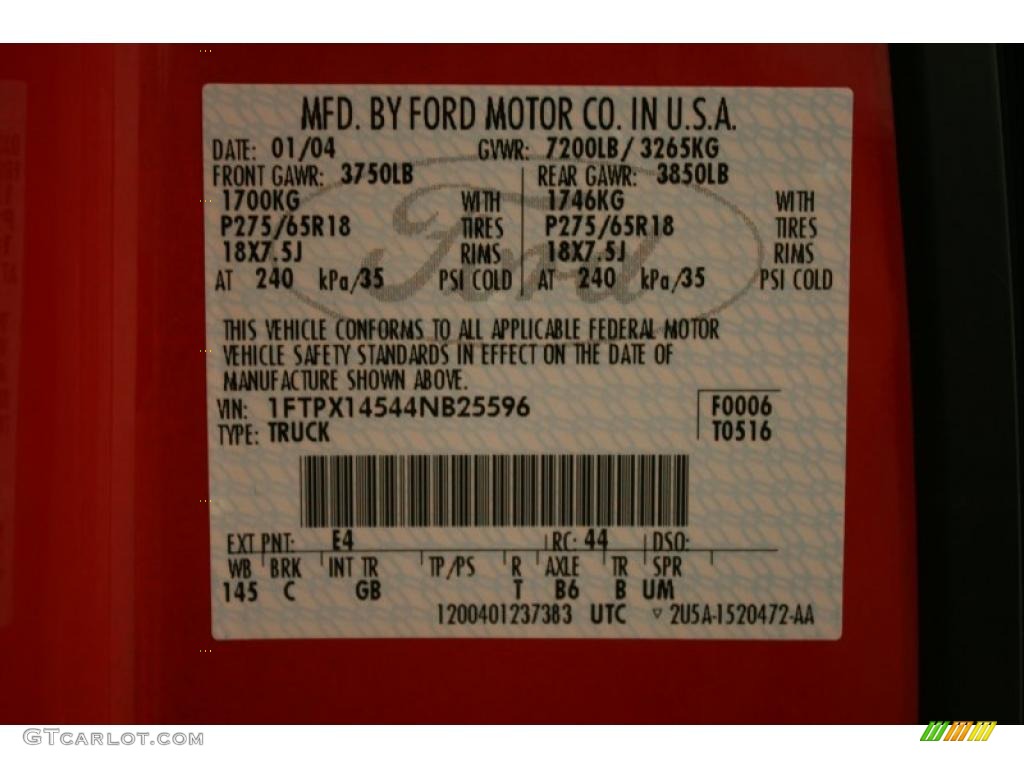 MFD. BY FORD MOTOR CO. IN U.S.A.
DATE: 01/04 GVWR: 7200LB/ 3265KG
FRONT GAWR: 3750LB REAR GAWR: 3850LB
1700KG WITH 1746KG WITH
P275/65R18 TIRES P275/65R18 TIRES
18X7.5J RIMS 18X7.5J RIMS
AT 240 kPa/35 PSI COLD AT 240 kPa/35 PSI COLD
Ford
THIS VEHICLE CONFORMS TO ALL APPLICABLE FEDERAL MOTOR
VEHICLE SAFETY STANDARDS IN EFFECT ON THE DATE OF
MANUFACTURE SHOWN ABOVE.
VIN: 1FTPX14544NB25596 F0006
TYPE: TRUCK T0516
EXT PNT: E4 RC: 44 DSO:
WB BRK INT TR TP/PS R AXLE TR SPR
145 C GB T B6 B UM
1200401237383 UTC ▿ 2U5A-1520472-AA
GTCARLOT.COM